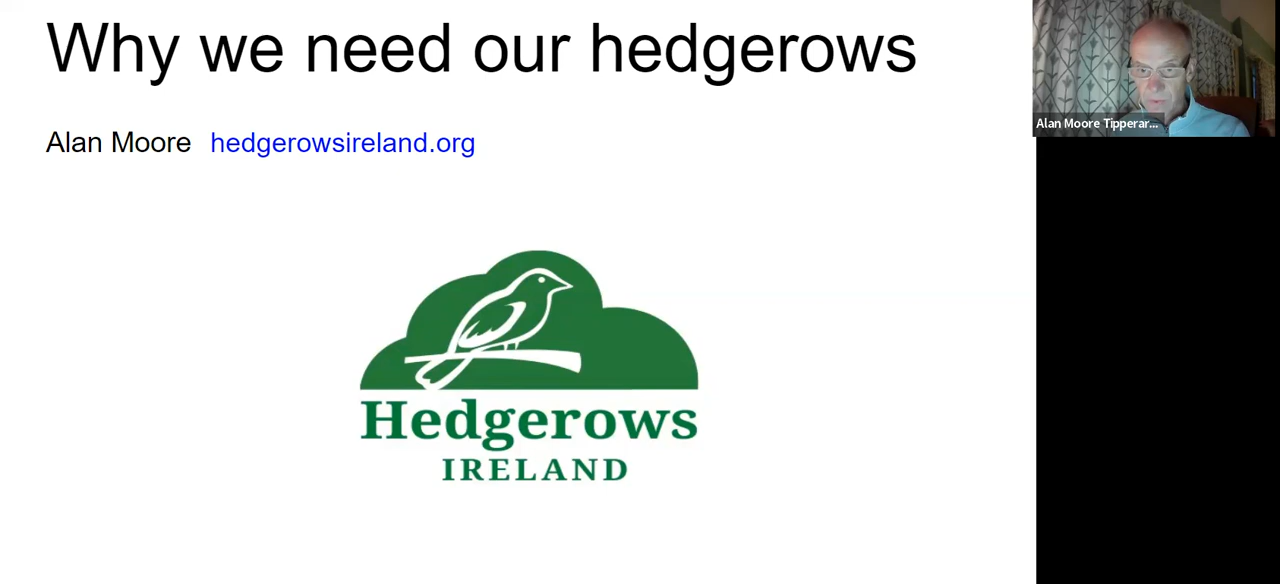 Why we need our hedgerows
Alan Moore hedgerowsireland.org
Alan Moore Tipperar...
Hedgerows
IRELAND